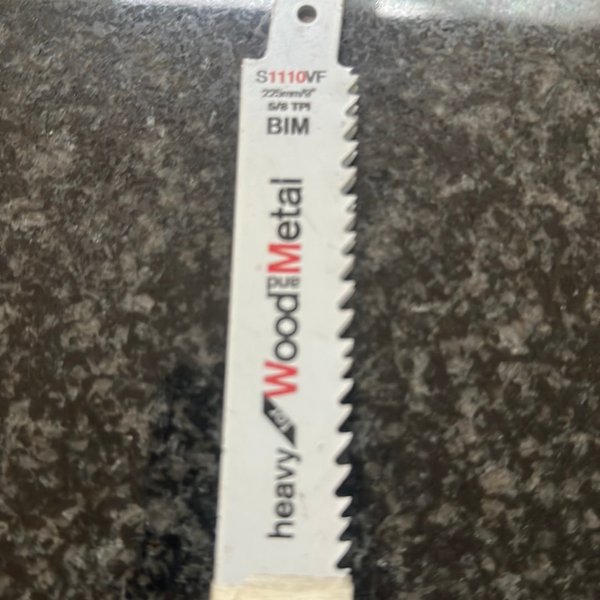 S1110VF
225mm/9"
5/8 TPI
BIM
heavy for Wood and Metal